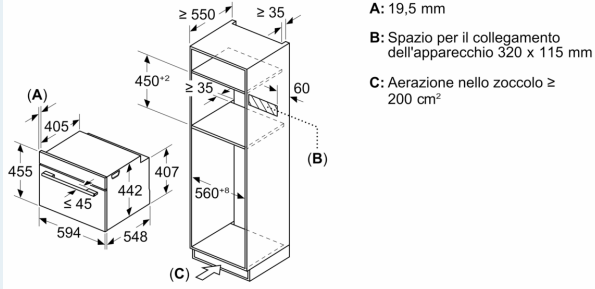 ≥ 550
≥ 35
A: 19,5 mm
B: Spazio per il collegamento
dell'apparecchio 320 x 115 mm
C: Aerazione nello zoccolo ≥
200 cm²
450⁺²
≥ 35
60
(A)
405
(B)
455
407
442
≤ 45
560⁺⁸
594
548
(C)